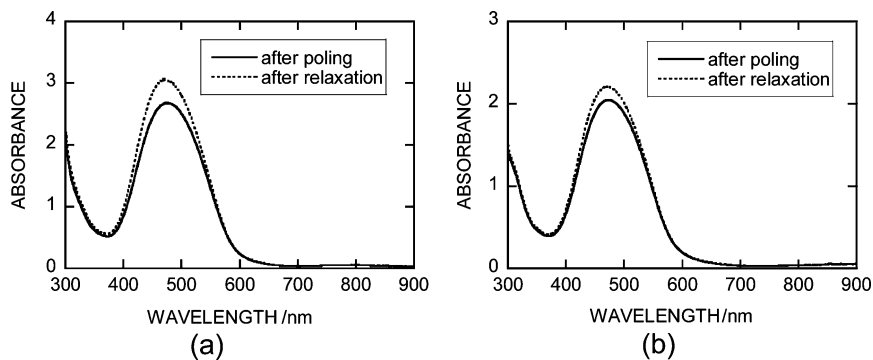 4
3
2
1
0
ABSORBANCE
after poling
after relaxation
300 400 500 600 700 800 900
WAVELENGTH /nm
(a)
3
2
1
0
ABSORBANCE
after poling
after relaxation
300 400 500 600 700 800 900
WAVELENGTH /nm
(b)